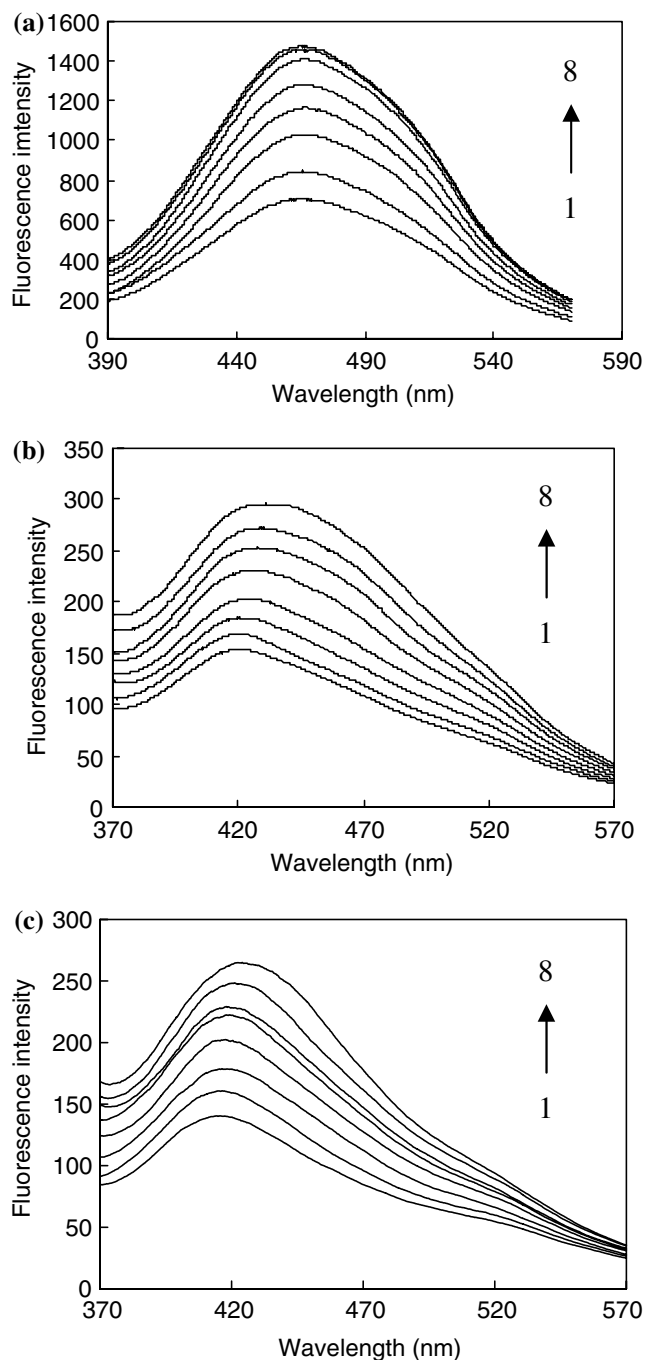 (a)
1600
1400
1200
1000
800
600
400
200
0
Fluorescence imtensity
8
1
390 440 490 540 590
Wavelength (nm)
(b)
350
300
250
200
150
100
50
0
Fluorescence intensity
8
1
370 420 470 520 570
Wavelength (nm)
(c)
300
250
200
150
100
50
0
Fluorescence intensity
8
1
370 420 470 520 570
Wavelength (nm)